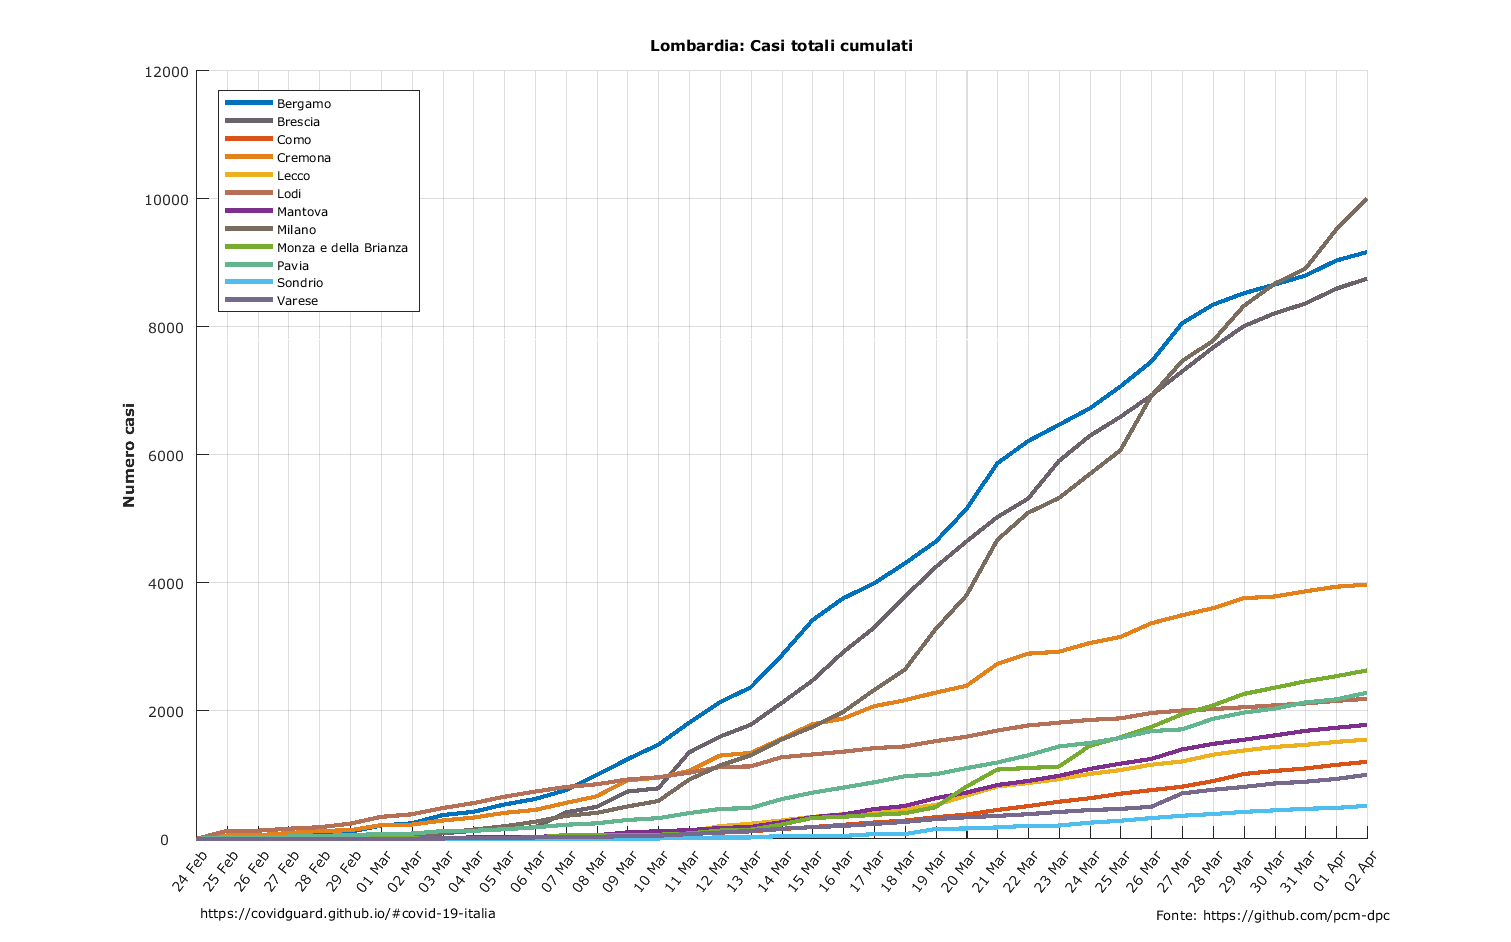 Lombardia: Casi totali cumulati
12000
10000
8000
6000
4000
2000
0
Numero casi
Bergamo
Brescia
Como
Cremona
Lecco
Lodi
Mantova
Milano
Monza e della Brianza
Pavia
Sondrio
Varese
24 Feb
25 Feb
26 Feb
27 Feb
28 Feb
29 Feb
01 Mar
02 Mar
03 Mar
04 Mar
05 Mar
06 Mar
07 Mar
08 Mar
09 Mar
10 Mar
11 Mar
12 Mar
13 Mar
14 Mar
15 Mar
16 Mar
17 Mar
18 Mar
19 Mar
20 Mar
21 Mar
22 Mar
23 Mar
24 Mar
25 Mar
26 Mar
27 Mar
28 Mar
29 Mar
30 Mar
31 Mar
01 Apr
02 Apr
https://covidguard.github.io/#covid-19-italia
Fonte: https://github.com/pcm-dpc